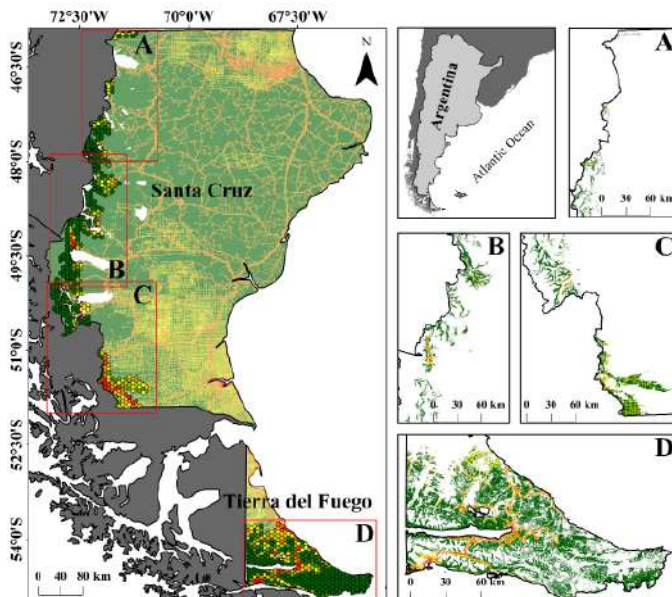 72°30'W 70°0'W 67°30'W
46°30'S
48°0'S
49°30'S
51°0'S
52°30'S
54°0'S
N
A
Santa Cruz
B
C
Tierra del Fuego
D
0 40 80 km
Argentina
Atlantic Ocean
A
0 30 60 km
B
0 30 60 km
C
0 30 60 km
D
0 30 60 km